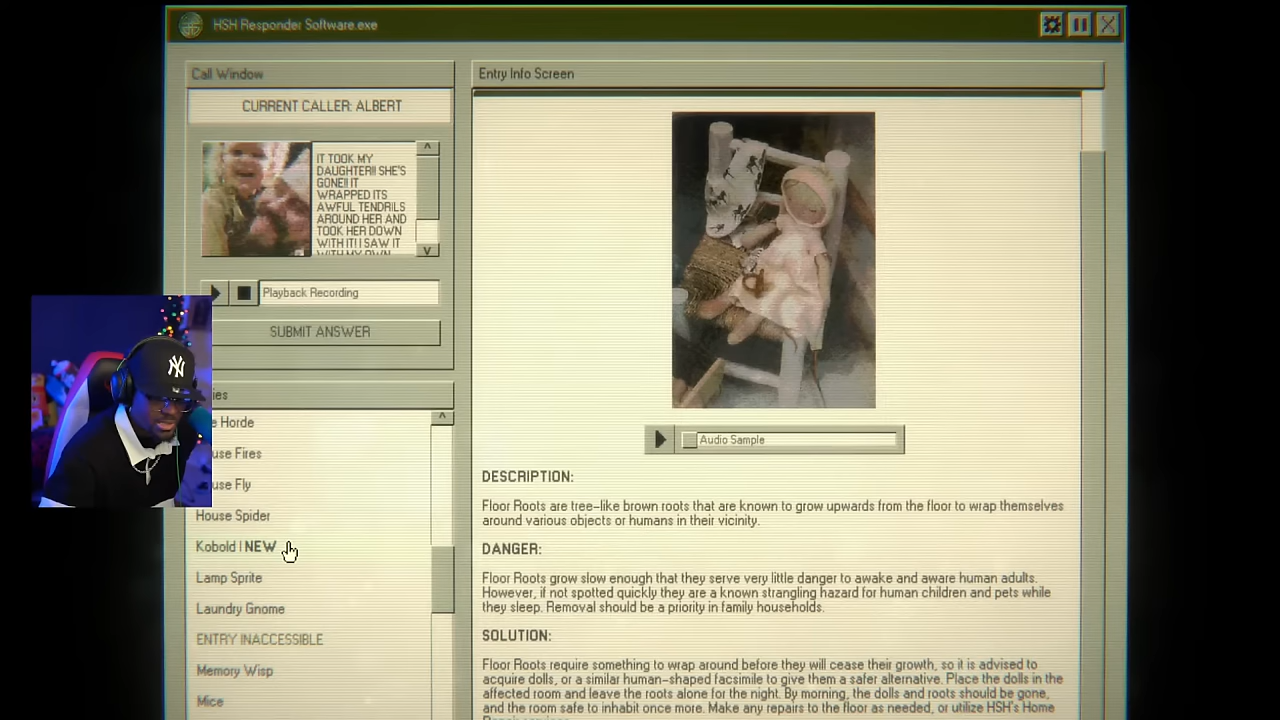 HSH Responder Software.exe
Call Window
CURRENT CALLER: ALBERT
IT TOOK MY
DAUGHTER!! SHE'S
GONE!! IT
WRAPPED ITS
AWFUL TENDRILS
AROUND HER AND
TOOK HER DOWN
WITH IT! I SAW IT
WITH MY OWN
Playback Recording
SUBMIT ANSWER
Horde
Fires
Fly
House Spider
Kobold | NEW
Lamp Sprite
Laundry Gnome
ENTRY INACCESSIBLE
Memory Wisp
Mice
Entry Info Screen
Audio Sample
DESCRIPTION:
Floor Roots are tree-like brown roots that are known to grow upwards from the floor to wrap themselves
around various objects or humans in their vicinity.
DANGER:
Floor Roots grow slow enough that they serve very little danger to awake and aware human adults.
However, if not spotted quickly they are a known strangling hazard for human children and pets while
they sleep. Removal should be a priority in family households.
SOLUTION:
Floor Roots require something to wrap around before they will cease their growth, so it is advised to
acquire dolls, or a similar human-shaped facsimile to give them a safer alternative. Place the dolls in the
affected room and leave the roots alone for the night. By morning, the dolls and roots should be gone,
and the room safe to inhabit once more. Make any repairs to the floor as needed, or utilize HSH's Home